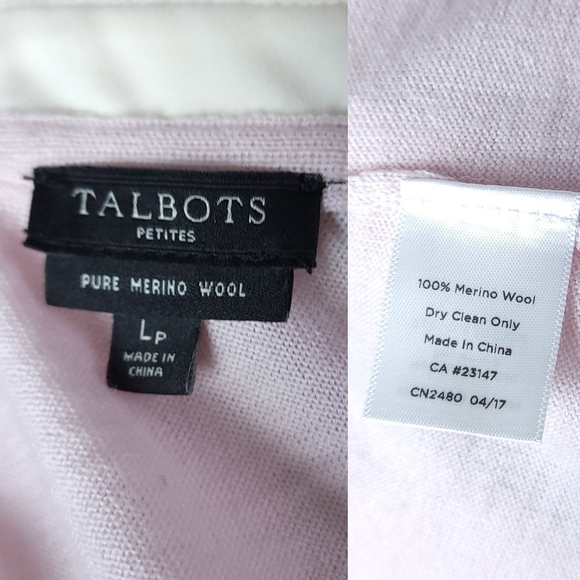 TALBOTS
PETITES
PURE MERINO WOOL
LP
MADE IN
CHINA
100% Merino Wool
Dry Clean Only
Made In China
CA #23147
CN2480 04/17